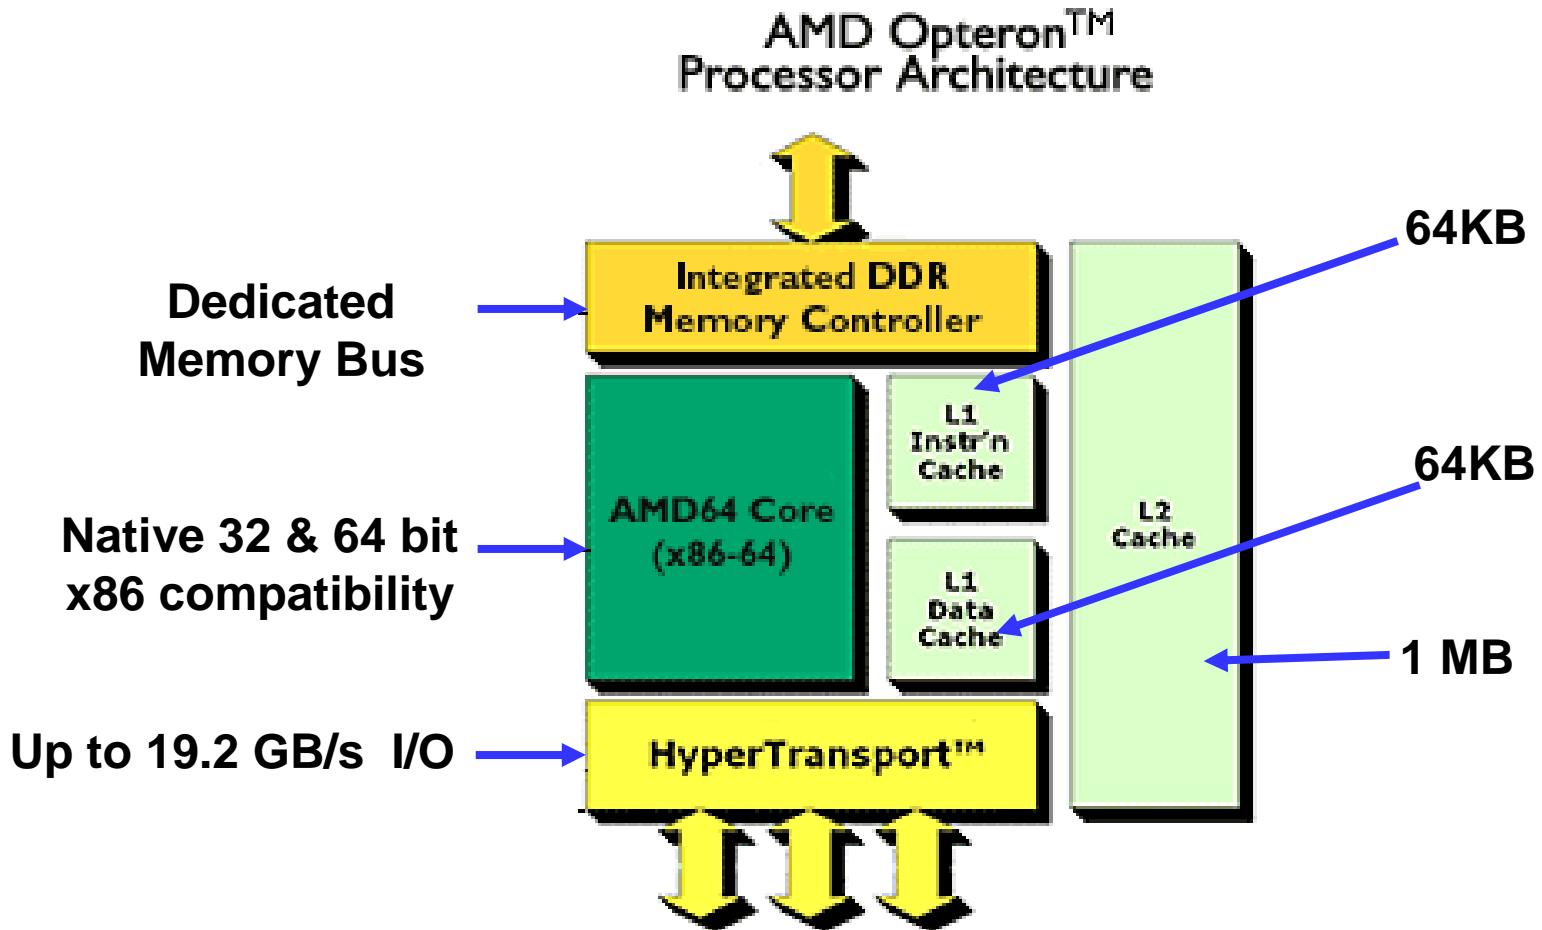 AMD Opteron™
Processor Architecture
Dedicated
Memory Bus
Integrated DDR
Memory Controller
64KB
L1
Instr'n
Cache
64KB
Native 32 & 64 bit
x86 compatibility
AMD64 Core
(x86-64)
L1
Data
Cache
L2
Cache
1 MB
Up to 19.2 GB/s I/O
HyperTransport™